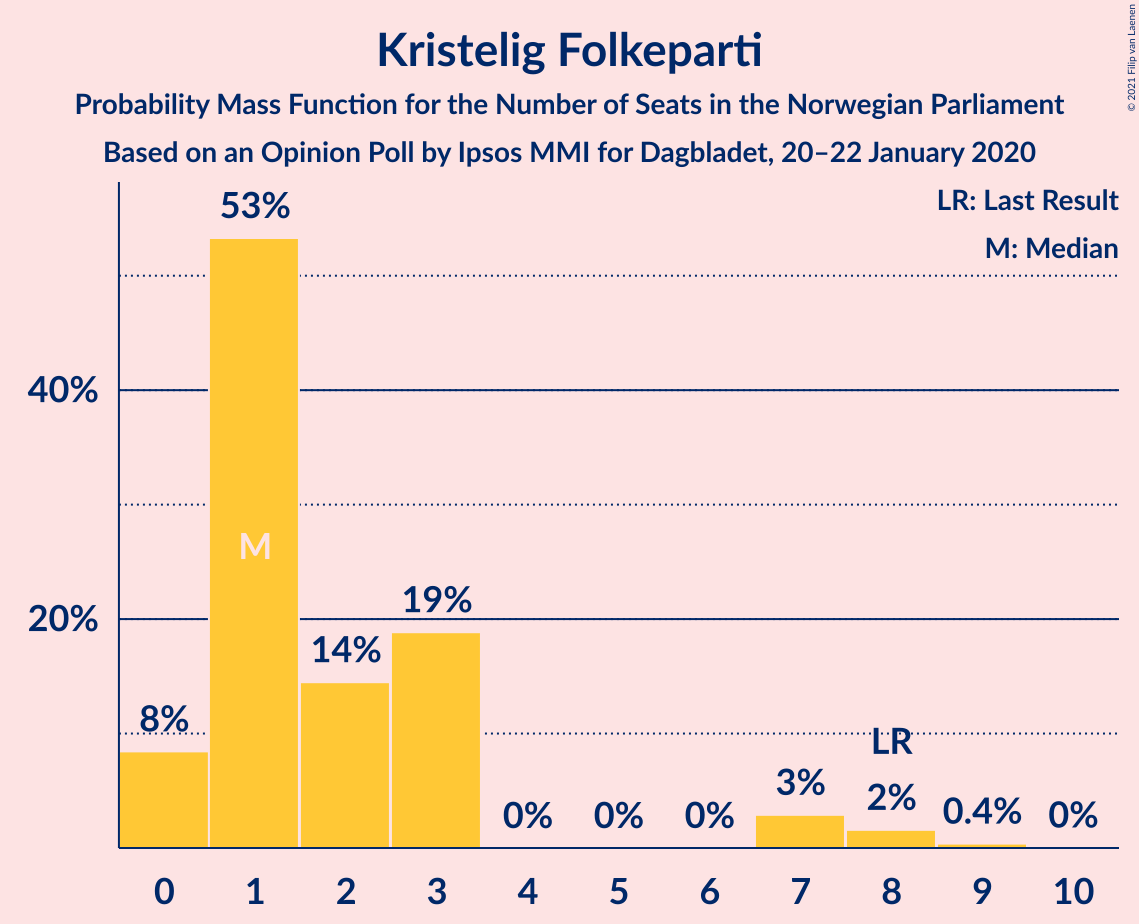 © 2021 Filip van Laenen
Kristelig Folkeparti
Probability Mass Function for the Number of Seats in the Norwegian Parliament
Based on an Opinion Poll by Ipsos MMI for Dagbladet, 20–22 January 2020
LR: Last Result
M: Median
53%
40%
M
20%
19%
14%
8%
LR
3%
2%
0.4%
0%
0%
0%
0%
0 1 2 3 4 5 6 7 8 9 10